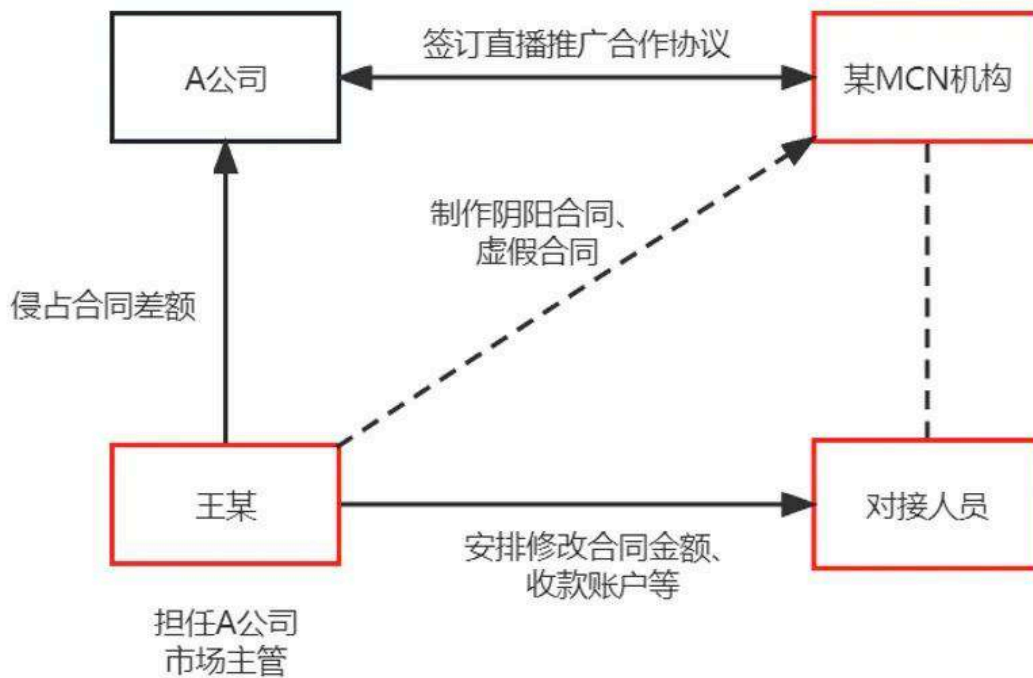 签订直播推广合作协议
A公司
某MCN机构
制作阴阳合同、
虚假合同
侵占合同差额
王某
对接人员
安排修改合同金额、
收款账户等
担任A公司
市场主管